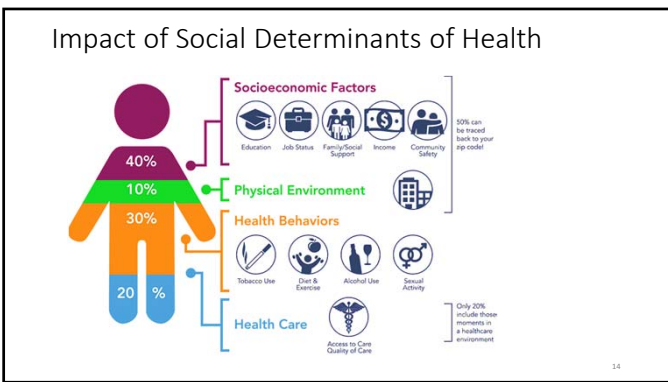 Impact of Social Determinants of Health
Socioeconomic Factors
Education
Job Status
Family/Social
Support
Income
Community
Safety
50% can
be traced
back to your
zip code!
40%
10%
Physical Environment
30%
Health Behaviors
Tobacco Use
Diet &
Exercise
Alcohol Use
Sexual
Activity
20 %
Health Care
Access to Care
Quality of Care
Only 20%
include those
moments in
a healthcare
environment
14